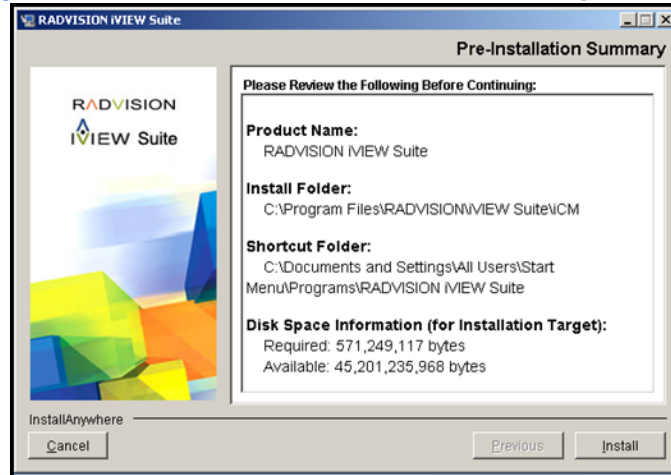 RADVISION iVIEW Suite
Pre-Installation Summary
RADVISION
iVIEW Suite
Please Review the Following Before Continuing:
Product Name:
RADVISION iVIEW Suite
Install Folder:
C:\Program Files\RADVISION\iVIEW Suite\iCM
Shortcut Folder:
C:\Documents and Settings\All Users\Start
Menu\Programs\RADVISION iVIEW Suite
Disk Space Information (for Installation Target):
Required: 571,249,117 bytes
Available: 45,201,235,968 bytes
InstallAnywhere
Cancel
Previous
Install